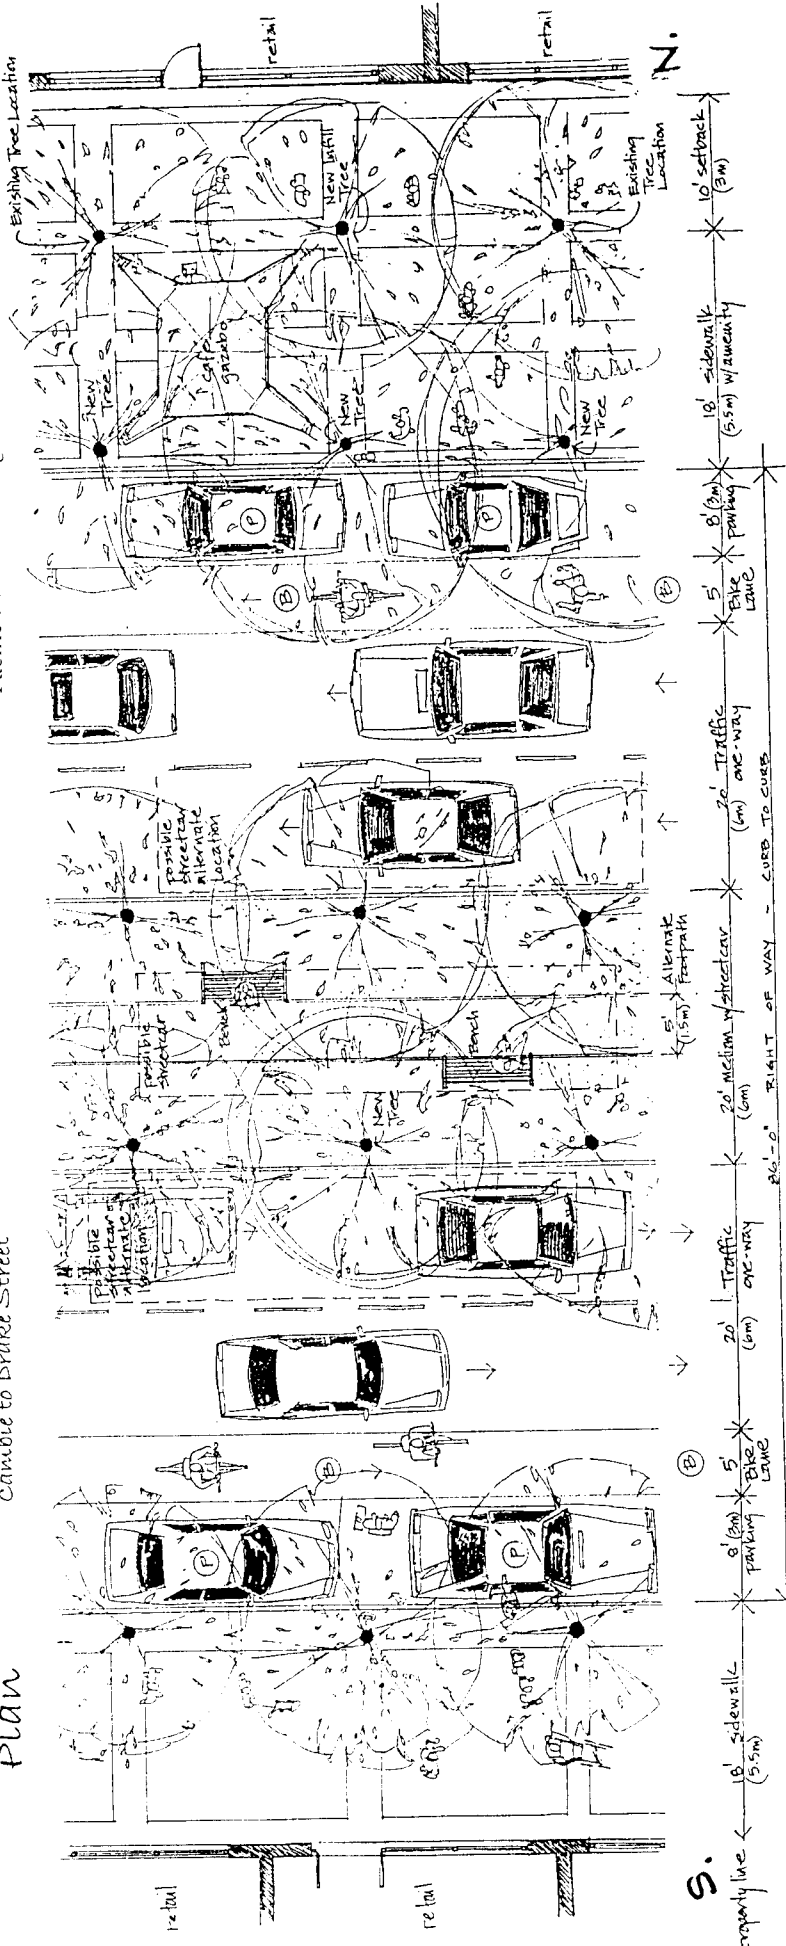 Plan
Cambie to Drake Street
Existing Tree Location
retail
retail
New Infill
Tree
Existing
Tree
Location
cafe
gazabo
New
Tree
New
Tree
New
Tree
P
P
B
B
possible
streetcar
alternate
location
possible
streetcar
Bench
Bench
New
Tree
possible
streetcar
alternate
location
B
B
P
P
retail
retail
N.
10' setback
(3m)
18' sidewalk
(5.5m) w/amenity
8' (3m)
parking
5'
Bike
Lane
20' Traffic
(6m) one-way
20' median w/streetcar
(6m)
5' Alternate
(1.5m) Footpath
86'-0" RIGHT OF WAY - CURB TO CURB
20' Traffic
(6m) one-way
5'
Bike
Lane
8' (3m)
parking
18' sidewalk
(5.5m)
S.
property line